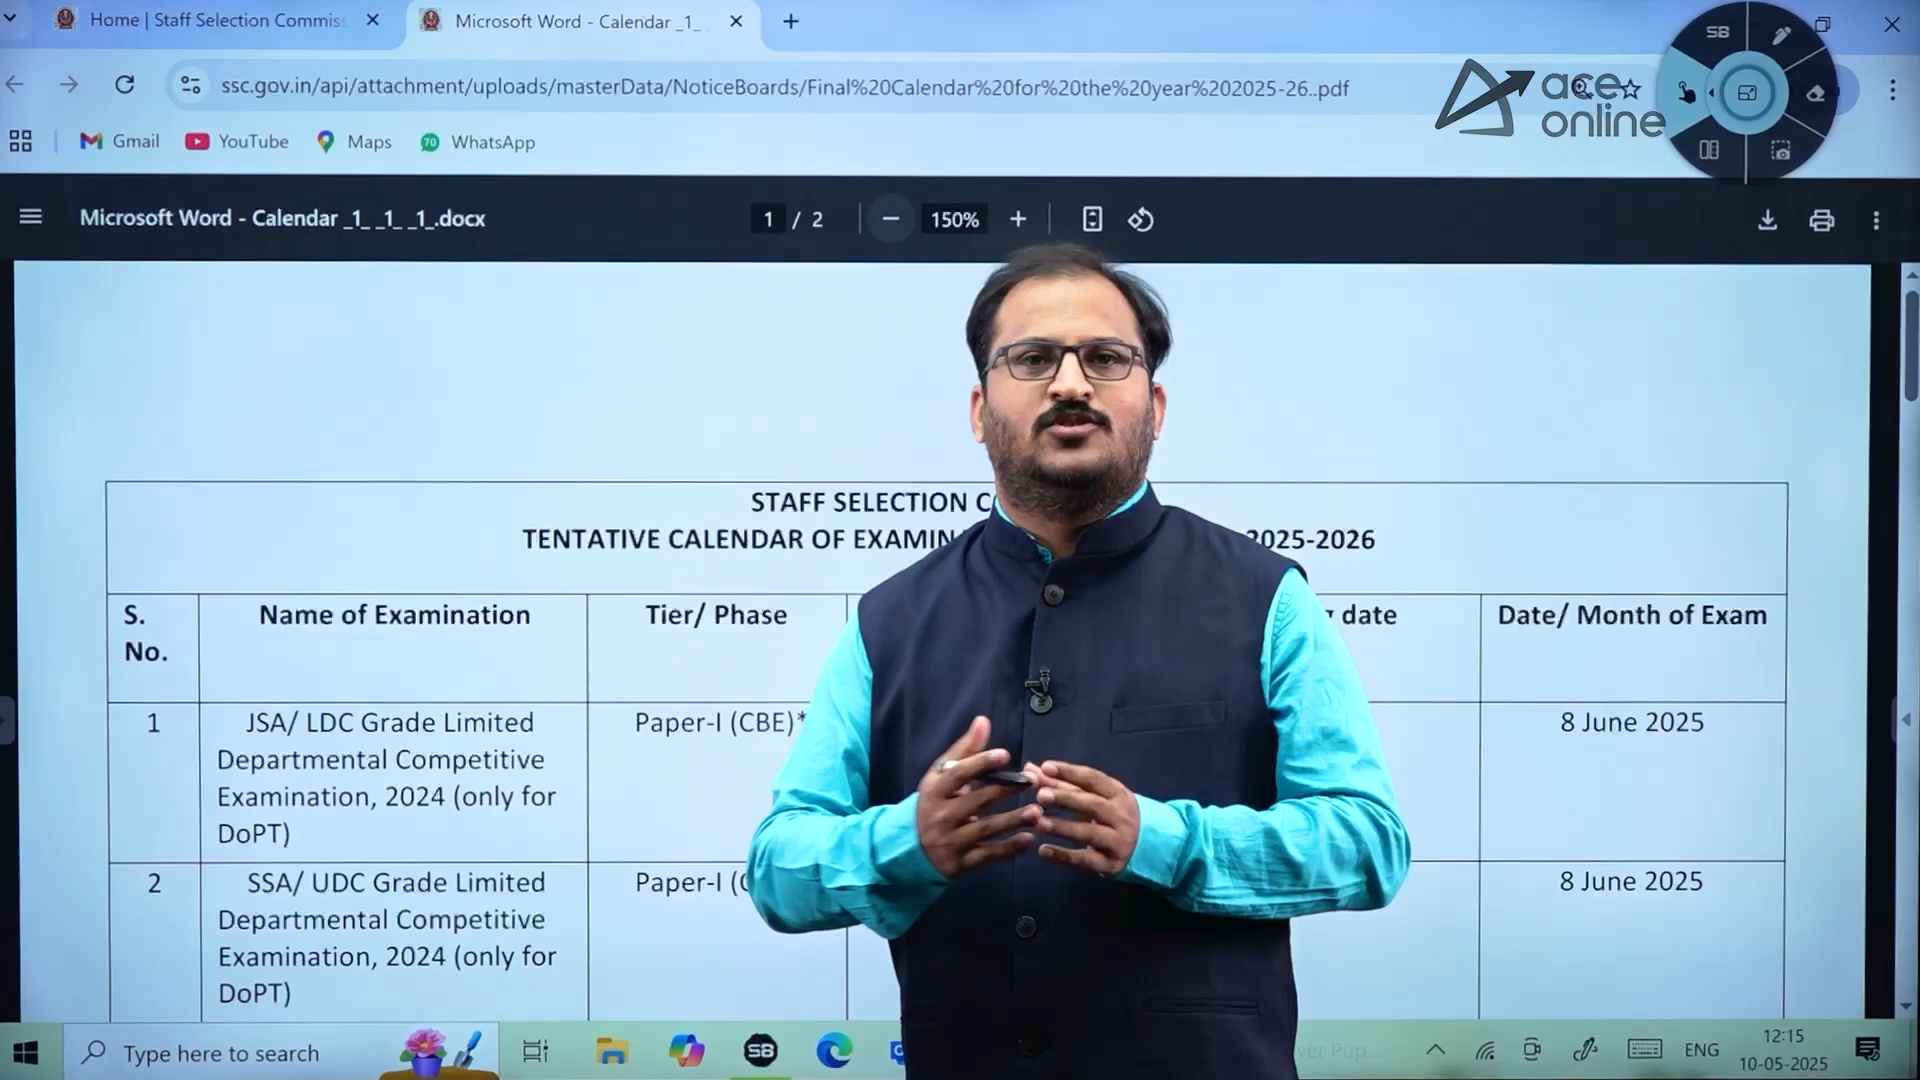 Home | Staff Selection Commis
Microsoft Word - Calendar _1_
ssc.gov.in/api/attachment/uploads/masterData/NoticeBoards/Final%20Calendar%20for%20the%20year%202025-26..pdf
ace
online
SB
Gmail
YouTube
Maps
70
WhatsApp
Microsoft Word - Calendar _1_ _1_ _1_.docx
1 / 2
150%
STAFF SELECTION
TENTATIVE CALENDAR OF 2025-2026
S.
No.
Name of Examination
Tier/ Phase
date
Date/ Month of Exam
1
JSA/ LDC Grade Limited
Departmental Competitive
Examination, 2024 (only for
DoPT)
Paper-I (CBE)*
8 June 2025
2
SSA/ UDC Grade Limited
Departmental Competitive
Examination, 2024 (only for
DoPT)
Paper-I
8 June 2025
Type here to search
SB
ENG
12:15
10-05-2025